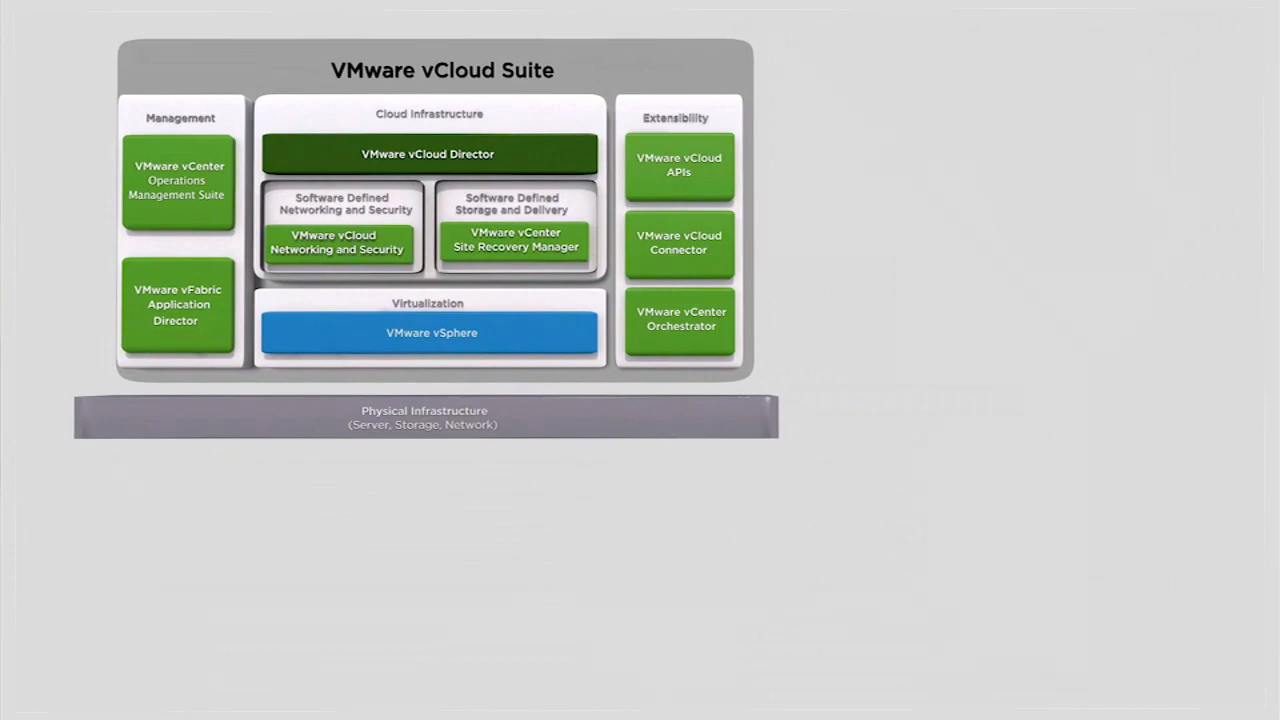 VMware vCloud Suite
Management
VMware vCenter
Operations
Management Suite
VMware vFabric
Application
Director
Cloud Infrastructure
VMware vCloud Director
Software Defined
Networking and Security
VMware vCloud
Networking and Security
Software Defined
Storage and Delivery
VMware vCenter
Site Recovery Manager
Virtualization
VMware vSphere
Extensibility
VMware vCloud
APIs
VMware vCloud
Connector
VMware vCenter
Orchestrator
Physical Infrastructure
(Server, Storage, Network)